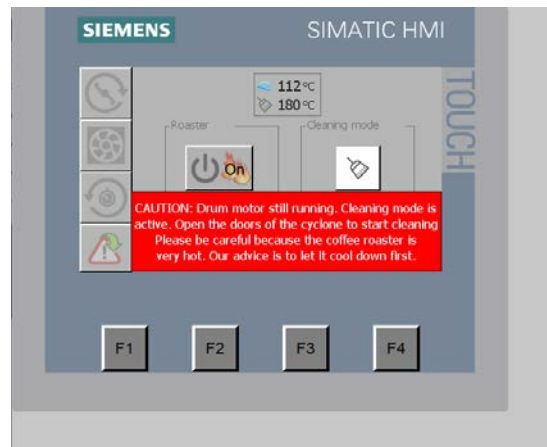 SIEMENS
SIMATIC HMI
TOUCH
112°C
180°C
Roaster
Cleaning mode
On
CAUTION: Drum motor still running. Cleaning mode is
active. Open the doors of the cyclone to start cleaning
Please be careful because the coffee roaster is
very hot. Our advice is to let it cool down first.
F1
F2
F3
F4